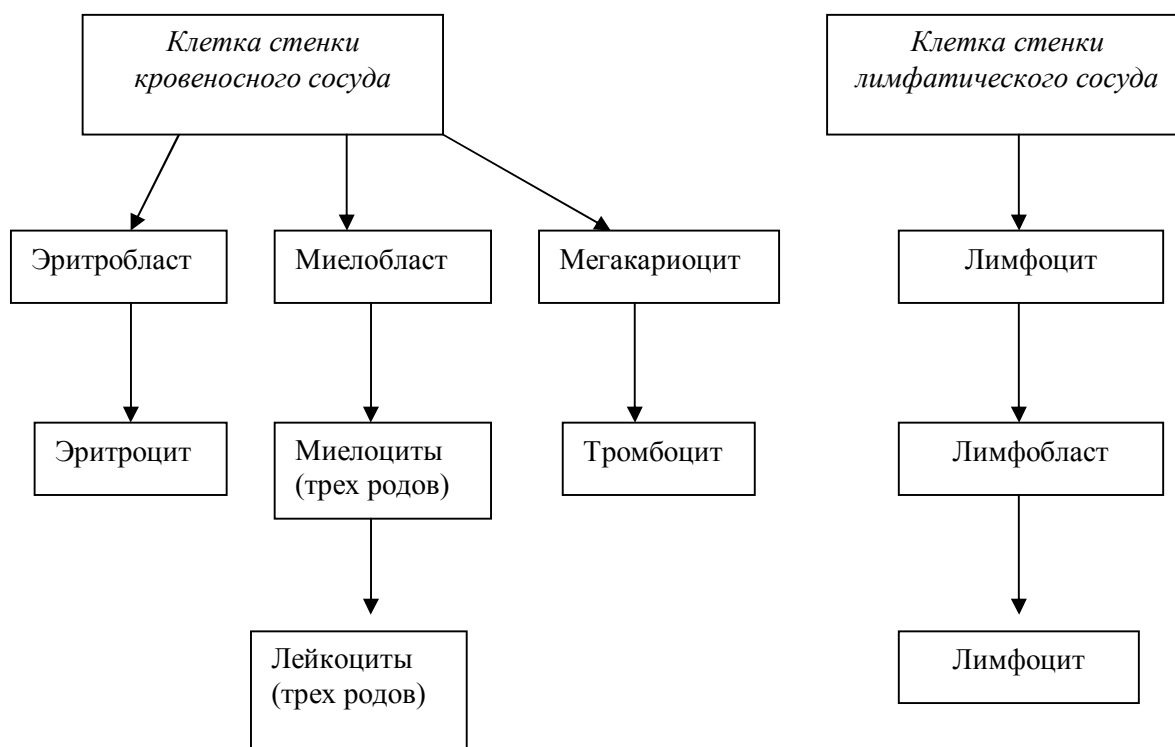 Клетка стенки
кровеносного сосуда
Клетка стенки
лимфатического сосуда
Эритробласт
Миелобласт
Мегакариоцит
Лимфоцит
Эритроцит
Миелоциты
(трех родов)
Тромбоцит
Лимфобласт
Лейкоциты
(трех родов)
Лимфоцит